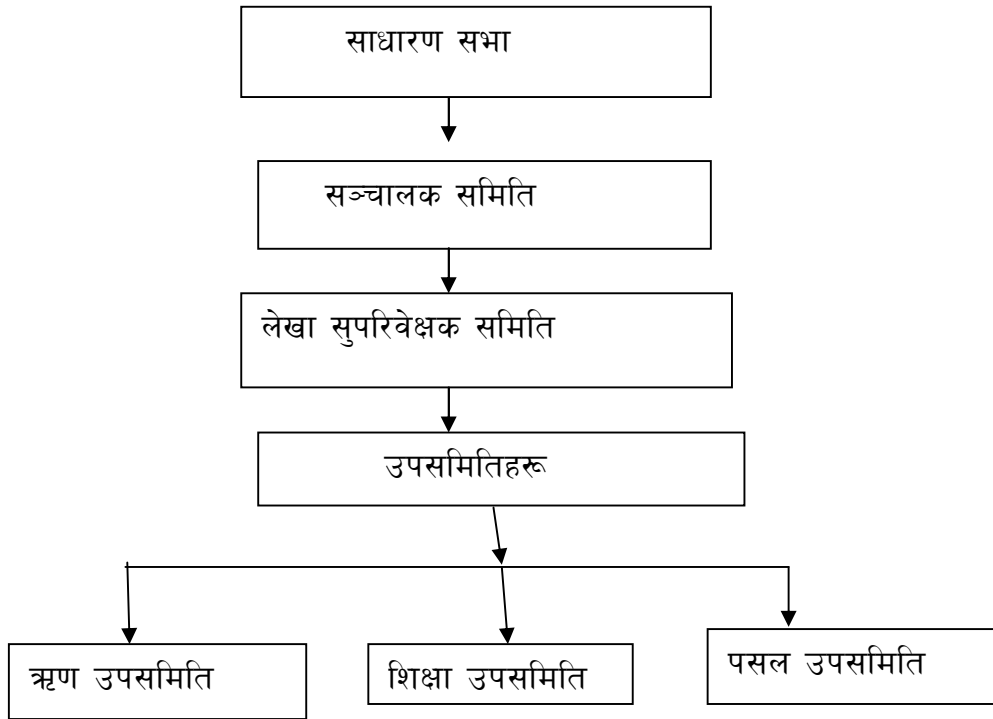 साधारण सभा
सञ्चालक समिति
लेखा सुपरिवेक्षक समिति
उपसमितिहरू
ऋण उपसमिति
शिक्षा उपसमिति
पसल उपसमिति